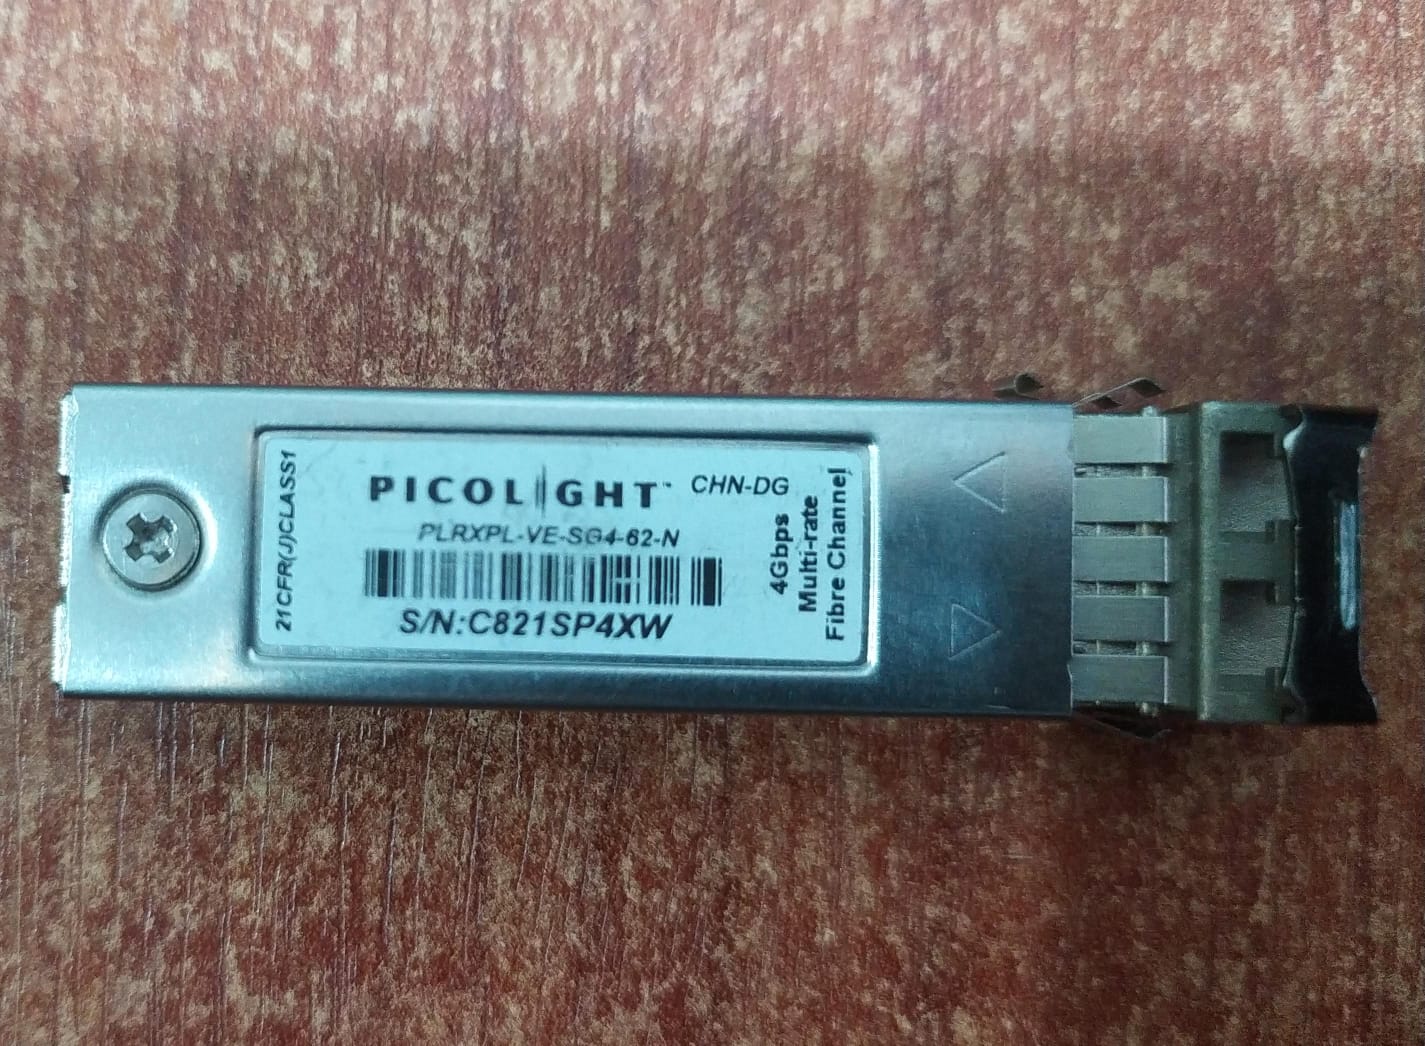 21CFR(J)CLASS1
PICOLIGHT™ CHN-DG
PLRXPL-VE-SG4-62-N
S/N:C821SP4XW
4Gbps
Multi-rate
Fibre Channel